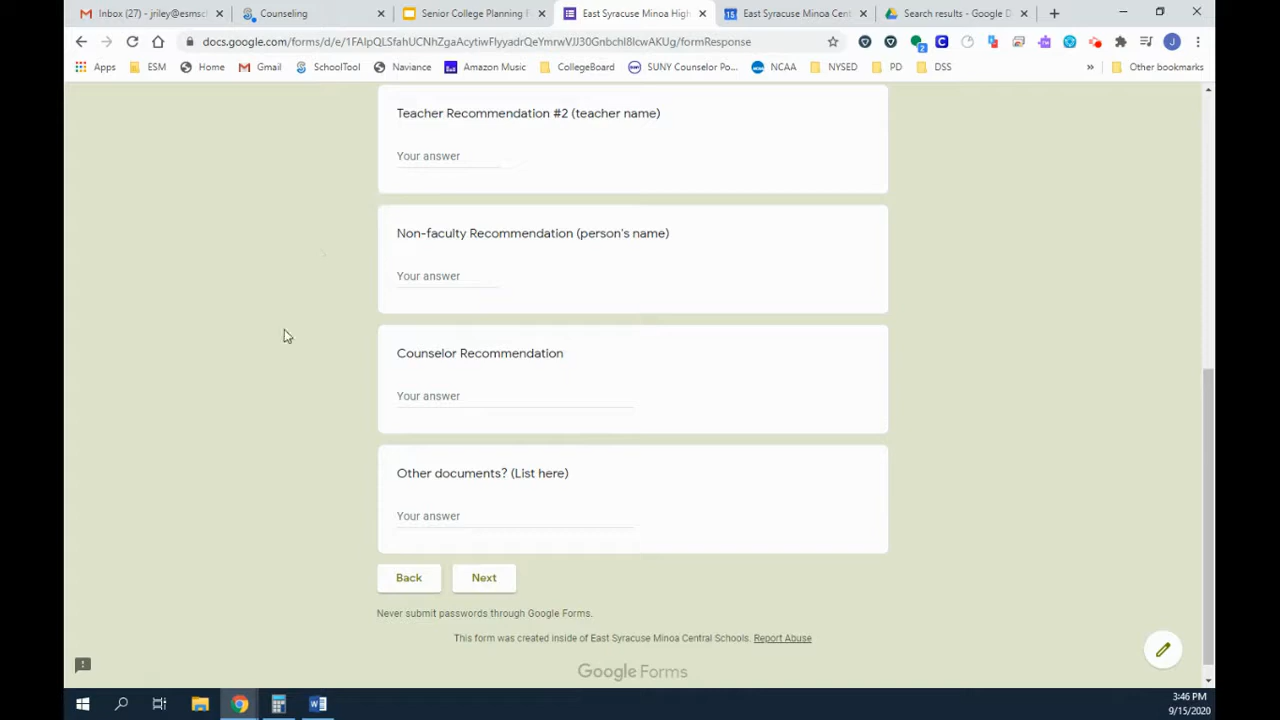 Inbox (27) - jriley@esmsc
Counseling
Senior College Planning F
East Syracuse Minoa High
East Syracuse Minoa Cent
Search results - Google D
docs.google.com/forms/d/e/1FAIpQLSfahUCNhZgaAcytiwFlyyadrQeYmrwVJJ30Gnbchl8IcwAKUg/formResponse
2
J
Apps
ESM
Home
Gmail
SchoolTool
Naviance
Amazon Music
CollegeBoard
SUNY Counselor Po...
NCAA
NYSED
PD
DSS
»
Other bookmarks
Teacher Recommendation #2 (teacher name)
Your answer
Non-faculty Recommendation (person's name)
Your answer
Counselor Recommendation
Your answer
Other documents? (List here)
Your answer
Back
Next
Never submit passwords through Google Forms.
This form was created inside of East Syracuse Minoa Central Schools. Report Abuse
Google Forms
3:46 PM
9/15/2020